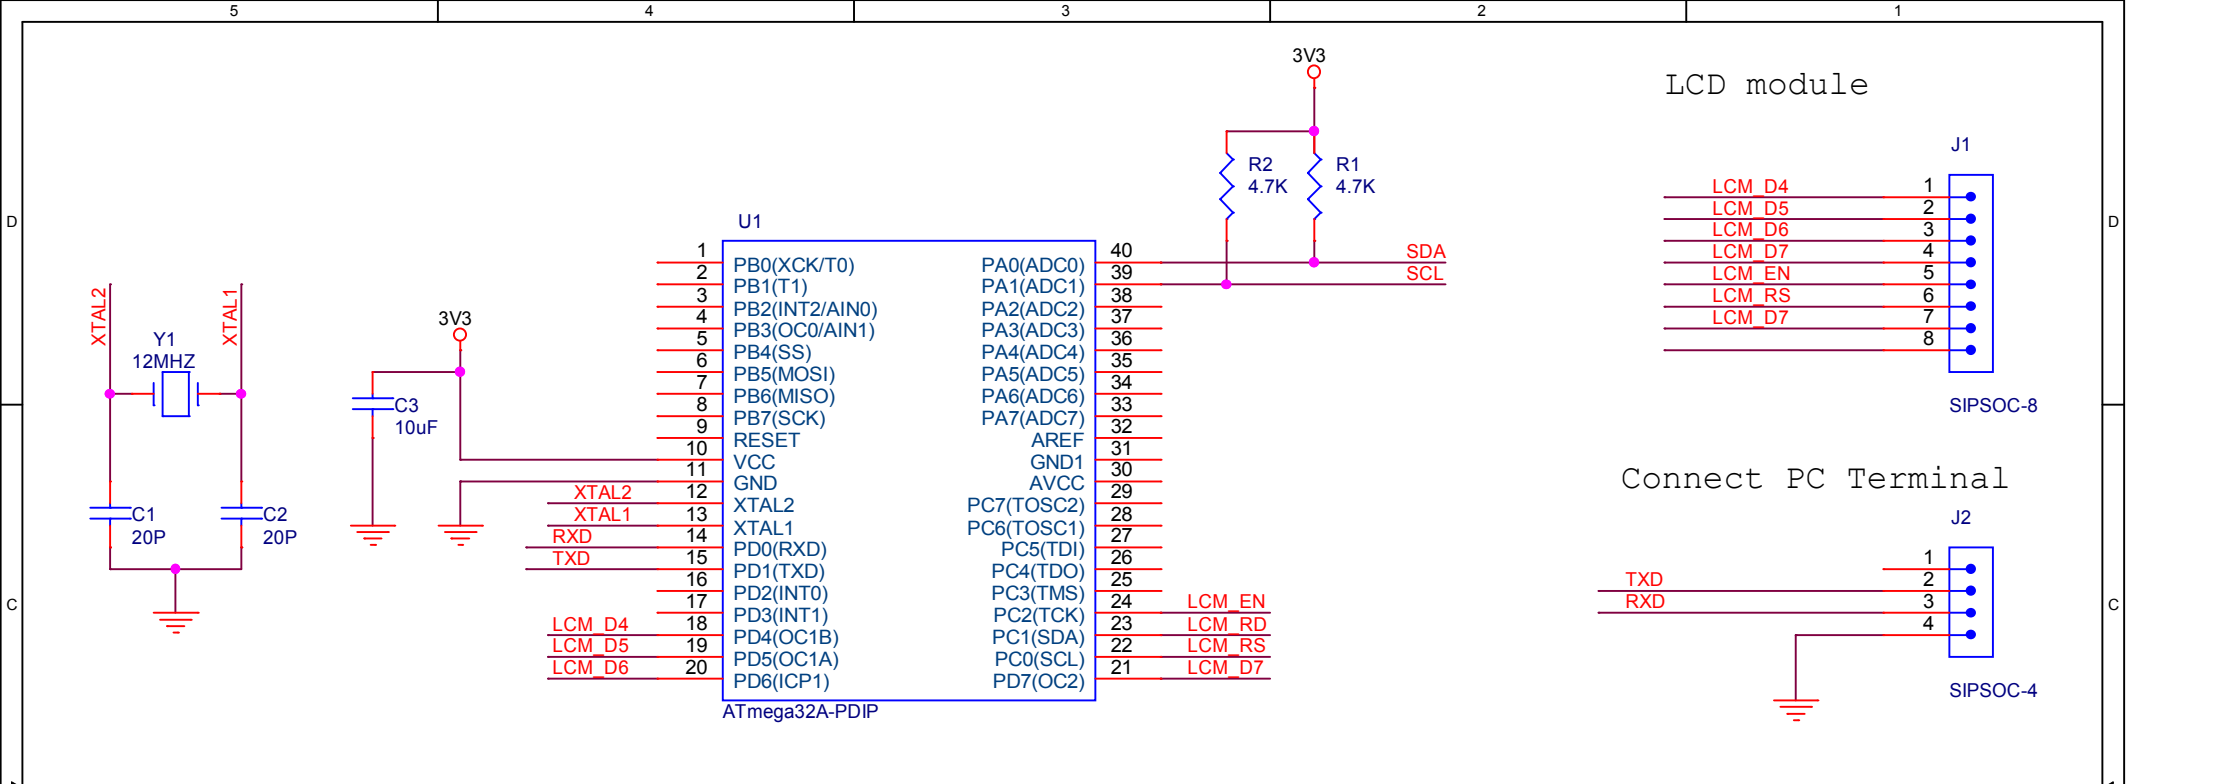 5 4 3 2 1
D D
C C
XTAL2
XTAL1
Y1
12MHZ
C1
20P
C2
20P
3V3
C3
10uF
3V3
R2
4.7K
R1
4.7K
SDA
SCL
U1
1 PB0(XCK/T0) PA0(ADC0) 40
2 PB1(T1) PA1(ADC1) 39
3 PB2(INT2/AIN0) PA2(ADC2) 38
4 PB3(OC0/AIN1) PA3(ADC3) 37
5 PB4(SS) PA4(ADC4) 36
6 PB5(MOSI) PA5(ADC5) 35
7 PB6(MISO) PA6(ADC6) 34
8 PB7(SCK) PA7(ADC7) 33
9 RESET AREF 32
10 VCC GND1 31
11 GND AVCC 30
XTAL2 12 XTAL2 PC7(TOSC2) 29
XTAL1 13 XTAL1 PC6(TOSC1) 28
RXD 14 PD0(RXD) PC5(TDI) 27
TXD 15 PD1(TXD) PC4(TDO) 26
16 PD2(INT0) PC3(TMS) 25
17 PD3(INT1) PC2(TCK) 24 LCM_EN
LCM_D4 18 PD4(OC1B) PC1(SDA) 23 LCM_RD
LCM_D5 19 PD5(OC1A) PC0(SCL) 22 LCM_RS
LCM_D6 20 PD6(ICP1) PD7(OC2) 21 LCM_D7
ATmega32A-PDIP
LCD module
J1
LCM_D4 1
LCM_D5 2
LCM_D6 3
LCM_D7 4
LCM_EN 5
LCM_RS 6
LCM_D7 7
8
SIPSOC-8
Connect PC Terminal
J2
1
TXD 2
RXD 3
4
SIPSOC-4